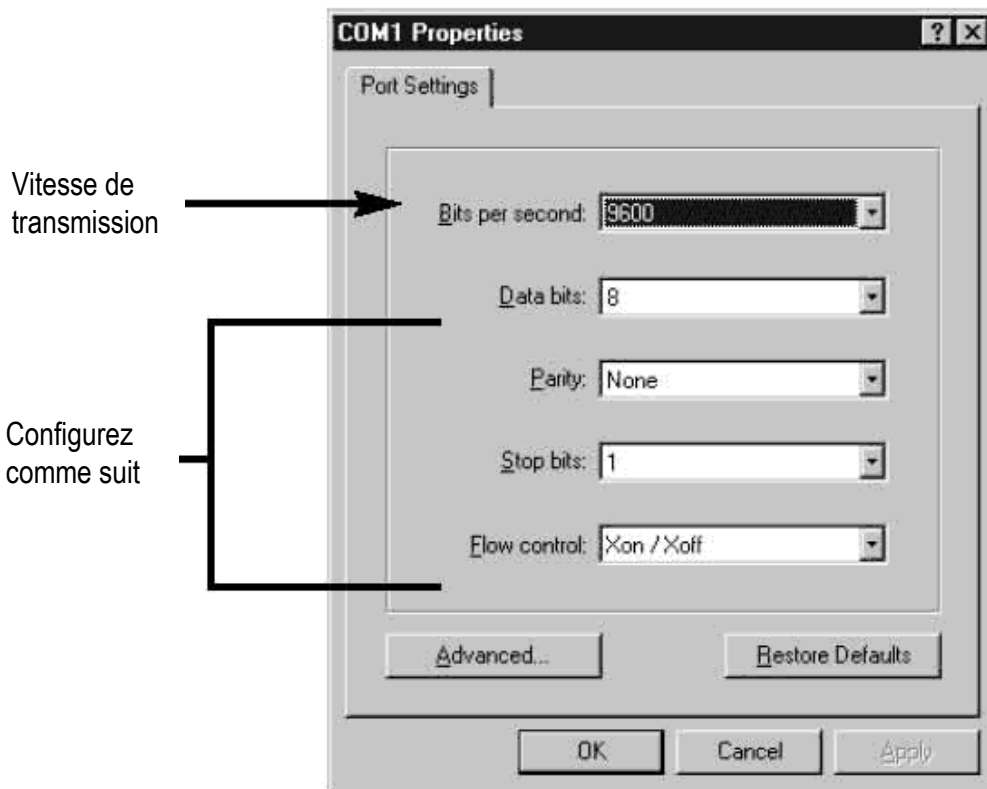 COM1 Properties
Port Settings
Vitesse de
transmission
Bits per second: 9600
Data bits: 8
Configurez
comme suit
Parity: None
Stop bits: 1
Flow control: Xon / Xoff
Advanced...
Restore Defaults
OK
Cancel
Apply